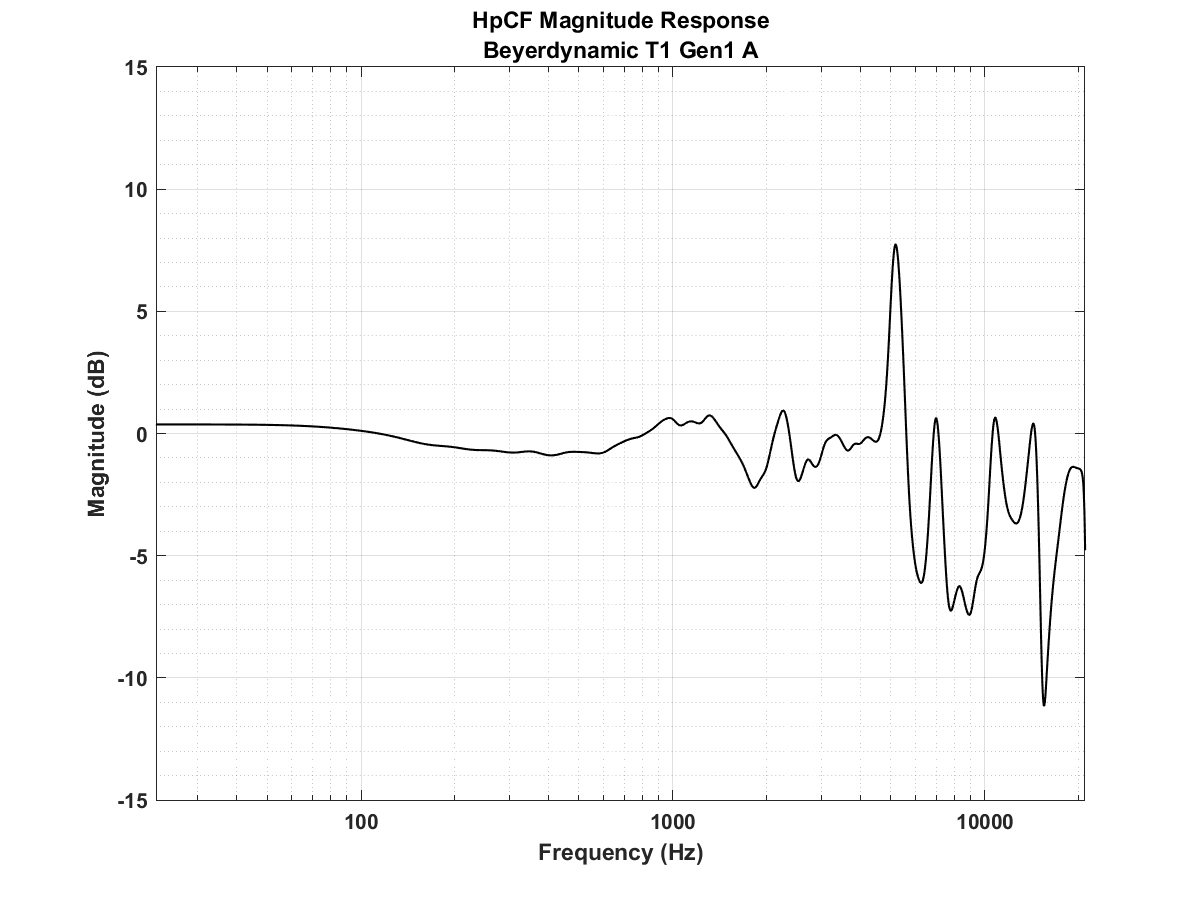 HpCF Magnitude Response
Beyerdynamic T1 Gen1 A
15
10
5
0
-5
-10
-15
Magnitude (dB)
100
1000
10000
Frequency (Hz)